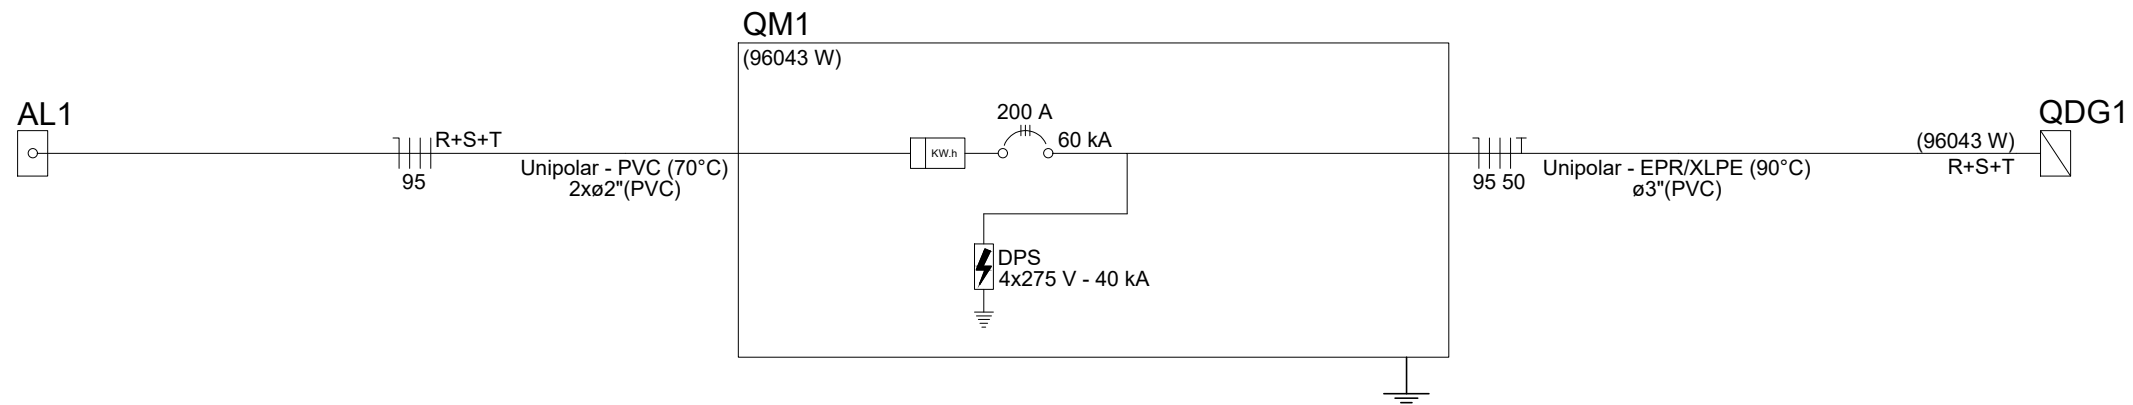 QM1
(96043 W)
AL1
R+S+T
95
Unipolar - PVC (70°C)
2xø2"(PVC)
KW.h
200 A
60 kA
DPS
4x275 V - 40 kA
95 50
Unipolar - EPR/XLPE (90°C)
ø3"(PVC)
QDG1
(96043 W)
R+S+T